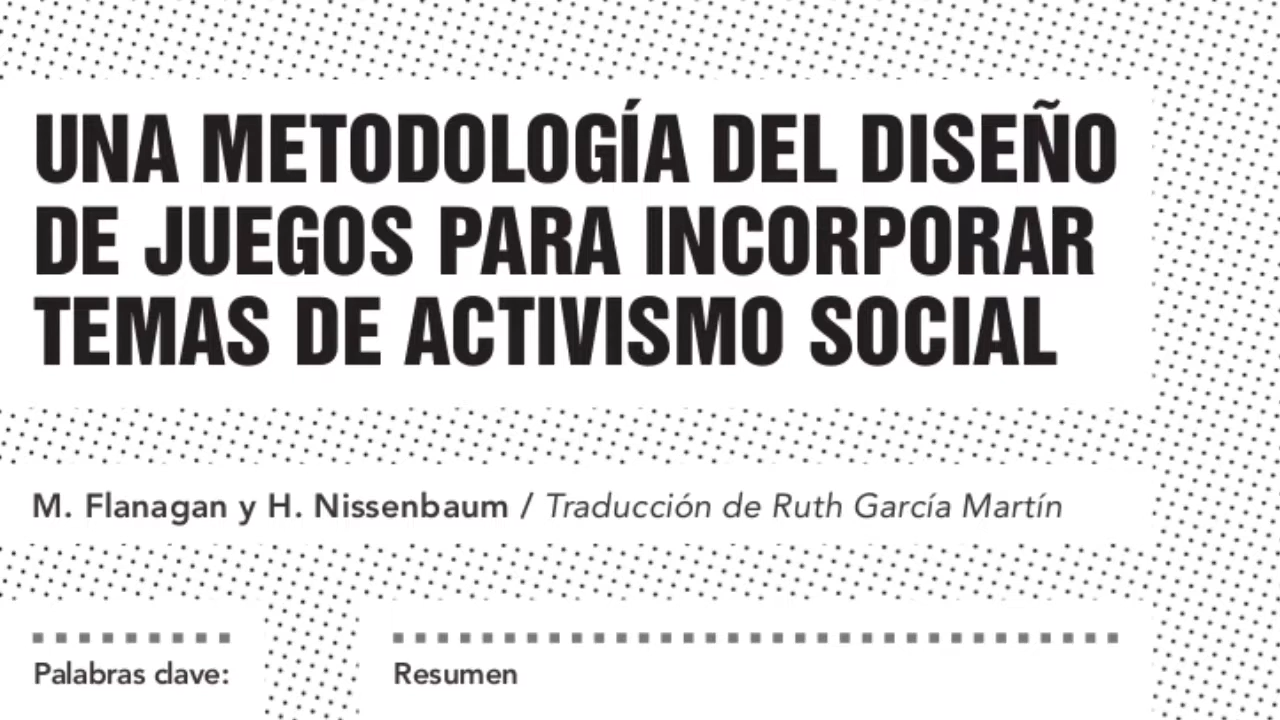 UNA METODOLOGÍA DEL DISEÑO
DE JUEGOS PARA INCORPORAR
TEMAS DE ACTIVISMO SOCIAL
M. Flanagan y H. Nissenbaum / Traducción de Ruth García Martín
Palabras clave:
Resumen